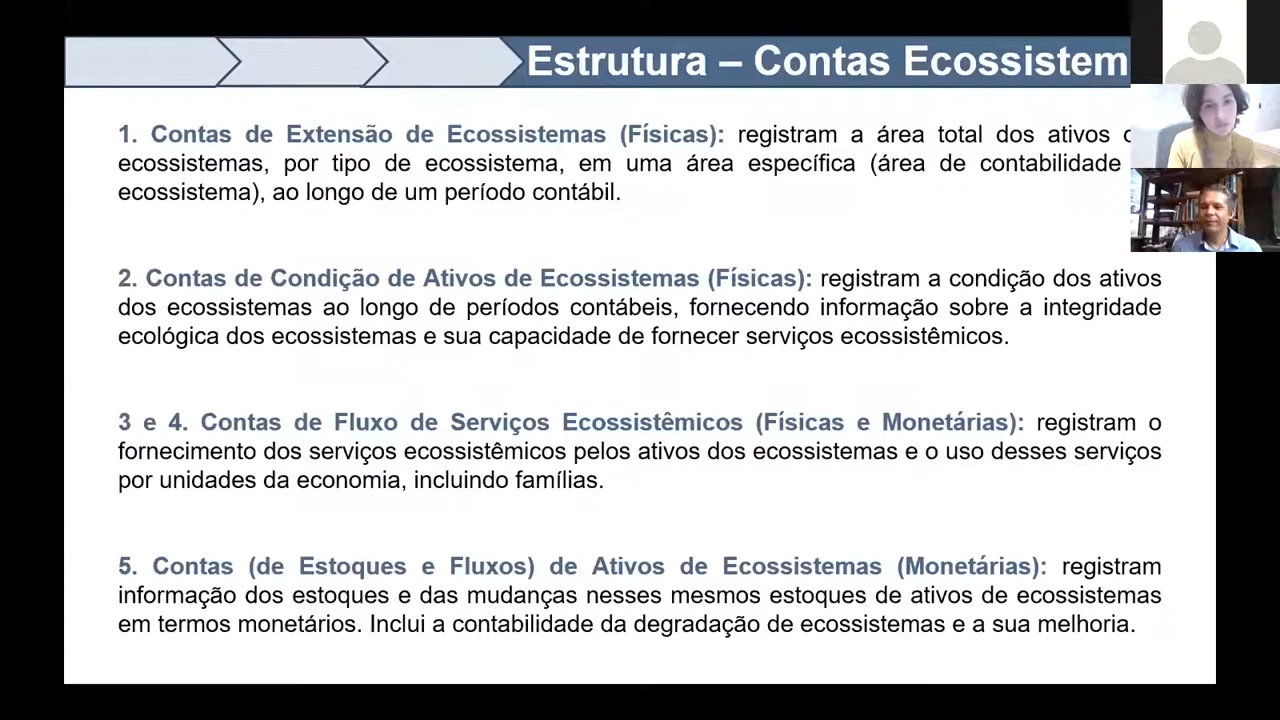 Estrutura – Contas Ecossistem
1. Contas de Extensão de Ecossistemas (Físicas): registram a área total dos ativos
ecossistemas, por tipo de ecossistema, em uma área específica (área de contabilidade
ecossistema), ao longo de um período contábil.
2. Contas de Condição de Ativos de Ecossistemas (Físicas): registram a condição dos ativos
dos ecossistemas ao longo de períodos contábeis, fornecendo informação sobre a integridade
ecológica dos ecossistemas e sua capacidade de fornecer serviços ecossistêmicos.
3 e 4. Contas de Fluxo de Serviços Ecossistêmicos (Físicas e Monetárias): registram o
fornecimento dos serviços ecossistêmicos pelos ativos dos ecossistemas e o uso desses serviços
por unidades da economia, incluindo famílias.
5. Contas (de Estoques e Fluxos) de Ativos de Ecossistemas (Monetárias): registram
informação dos estoques e das mudanças nesses mesmos estoques de ativos de ecossistemas
em termos monetários. Inclui a contabilidade da degradação de ecossistemas e a sua melhoria.